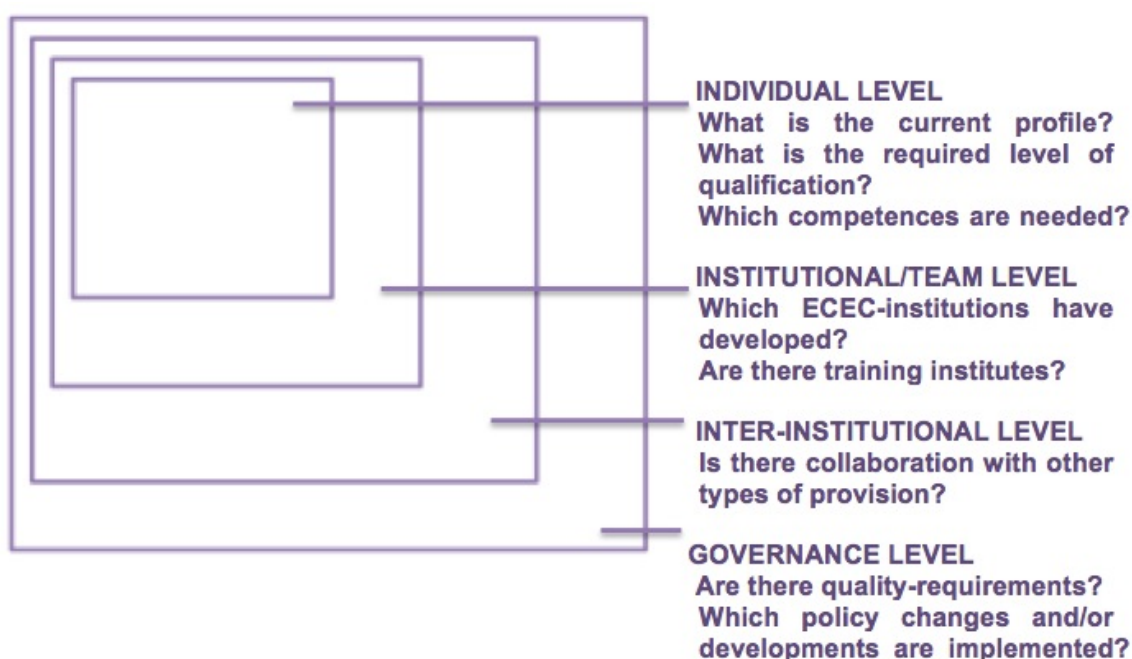 INDIVIDUAL LEVEL
What is the current profile?
What is the required level of
qualification?
Which competences are needed?
INSTITUTIONAL/TEAM LEVEL
Which ECEC-institutions have
developed?
Are there training institutes?
INTER-INSTITUTIONAL LEVEL
Is there collaboration with other
types of provision?
GOVERNANCE LEVEL
Are there quality-requirements?
Which policy changes and/or
developments are implemented?